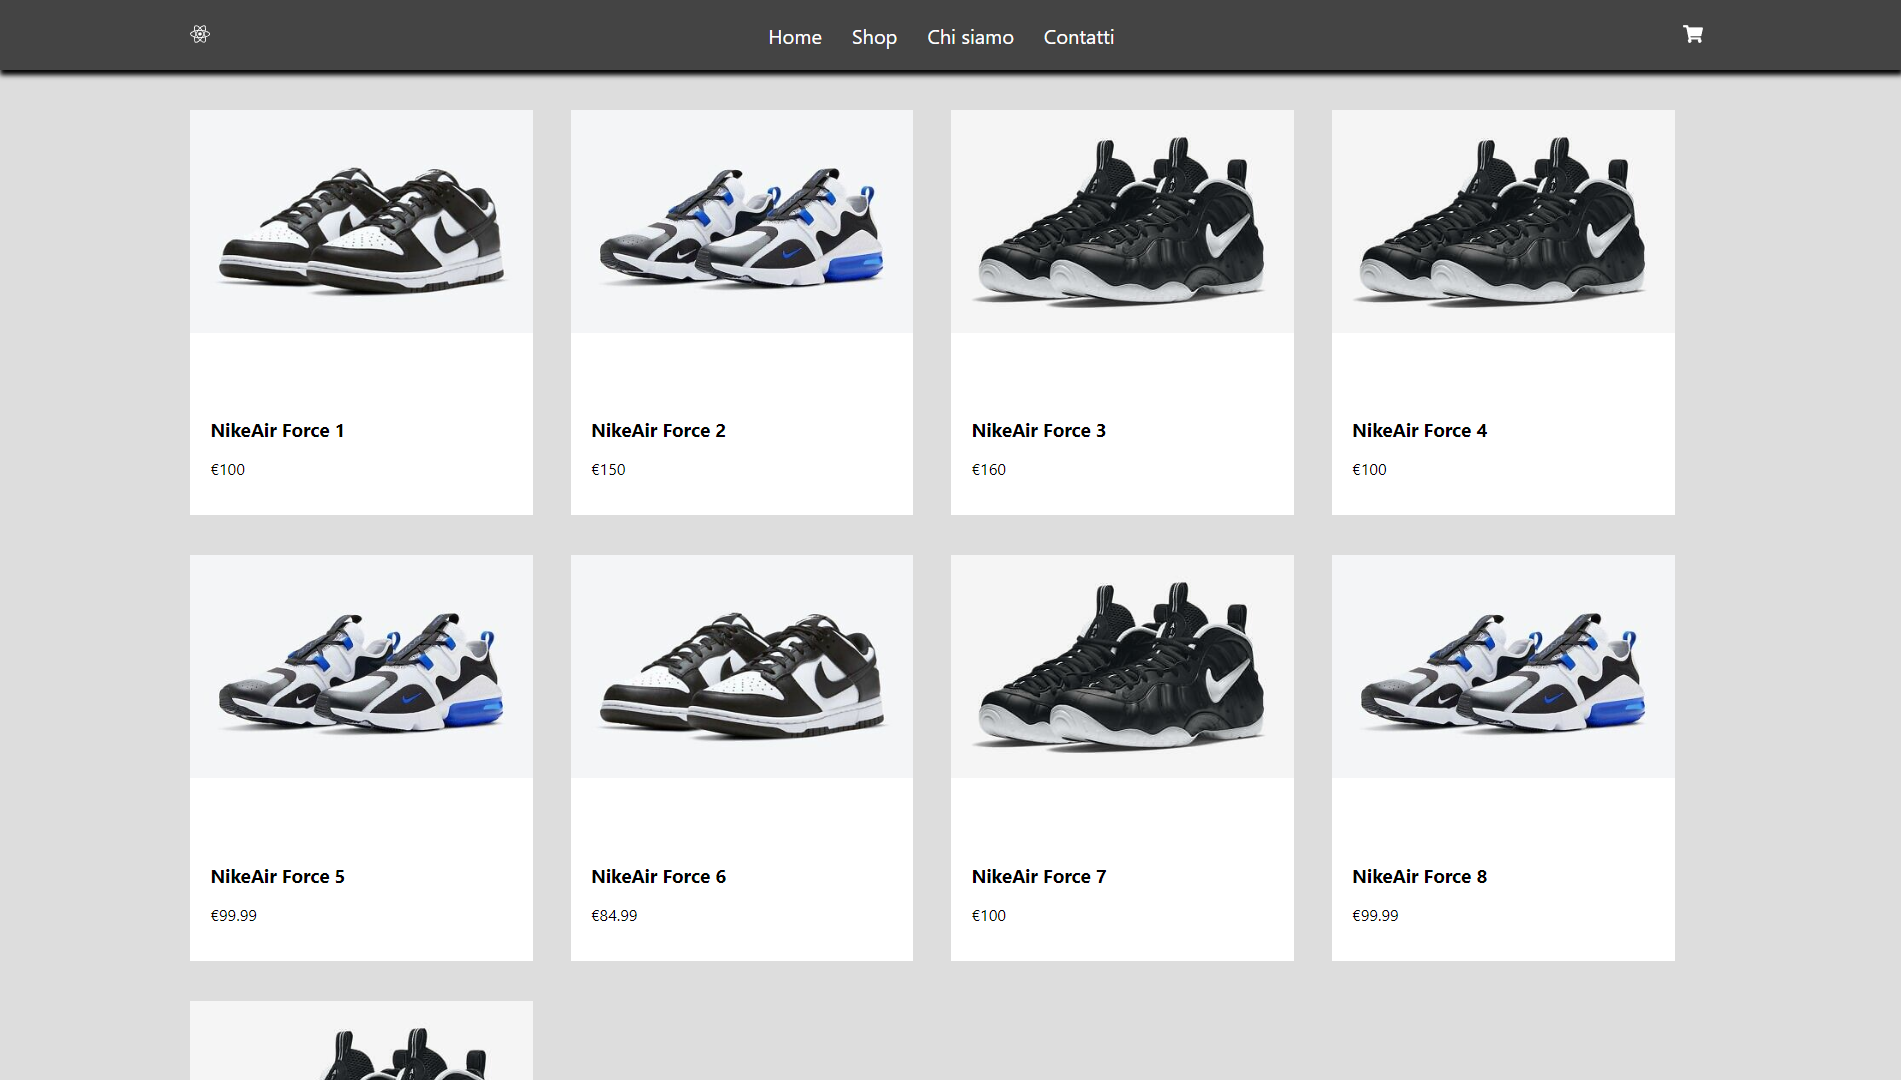 Home Shop Chi siamo Contatti
NikeAir Force 1
€100
NikeAir Force 2
€150
NikeAir Force 3
€160
NikeAir Force 4
€100
NikeAir Force 5
€99.99
NikeAir Force 6
€84.99
NikeAir Force 7
€100
NikeAir Force 8
€99.99